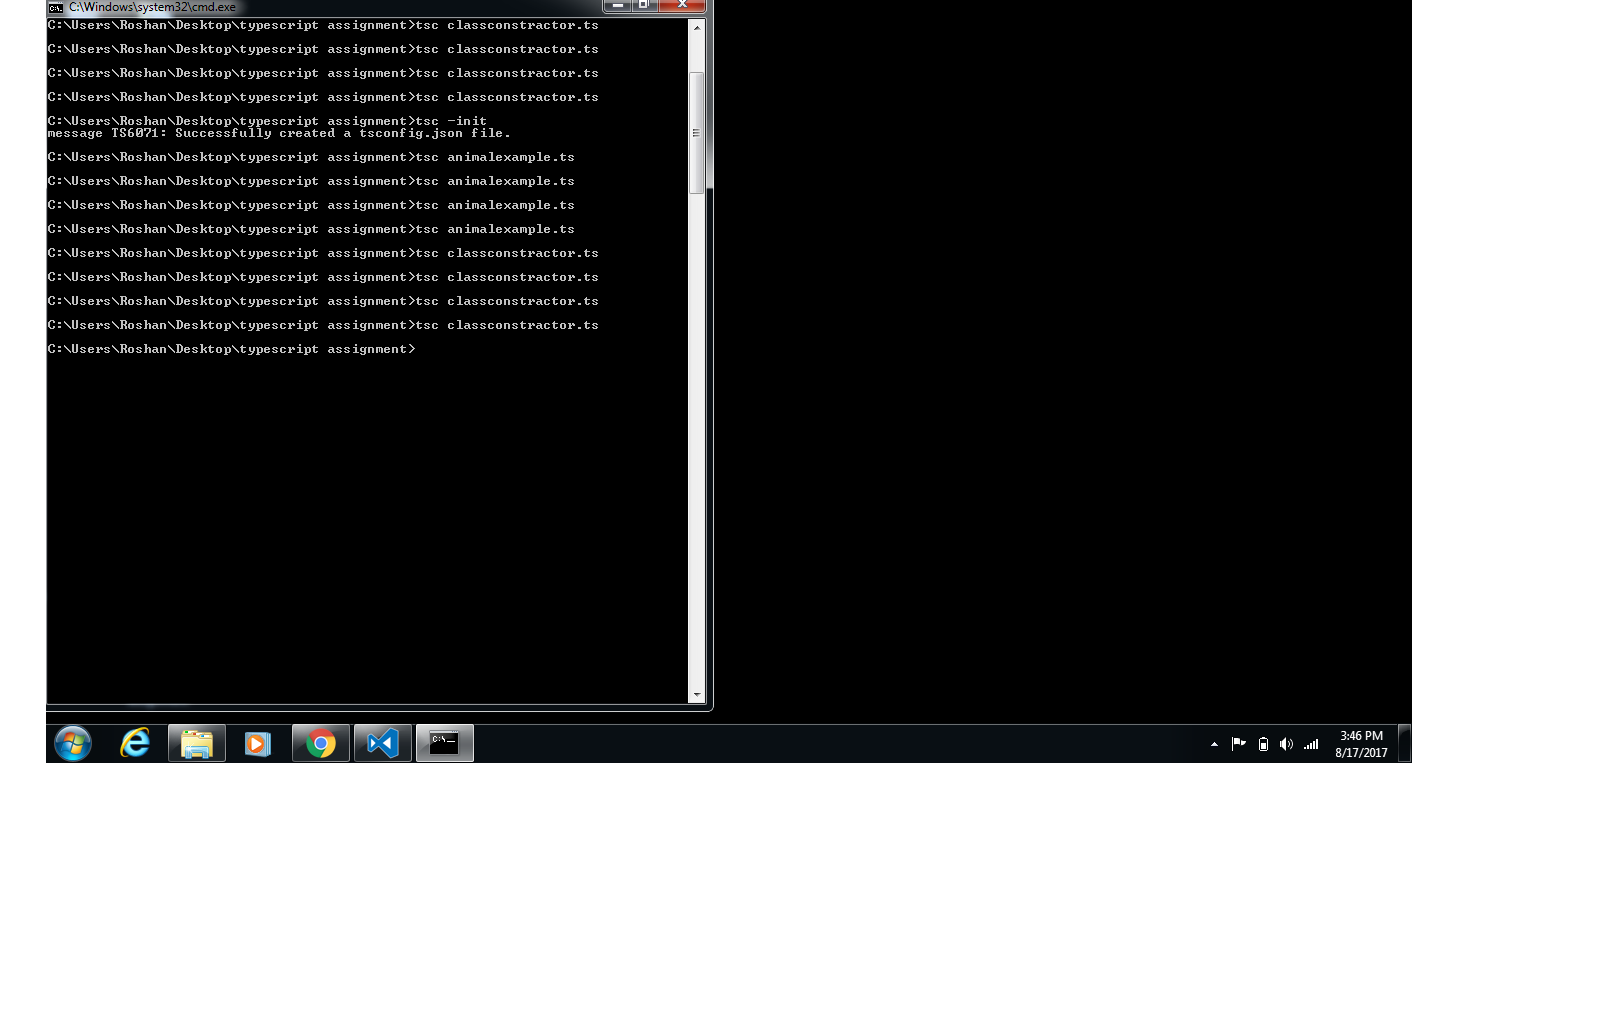 C:\Windows\system32\cmd.exe
C:\Users\Roshan\Desktop\typescript assignment>tsc classconstractor.ts
C:\Users\Roshan\Desktop\typescript assignment>tsc classconstractor.ts
C:\Users\Roshan\Desktop\typescript assignment>tsc classconstractor.ts
C:\Users\Roshan\Desktop\typescript assignment>tsc classconstractor.ts
C:\Users\Roshan\Desktop\typescript assignment>tsc -init
message TS6071: Successfully created a tsconfig.json file.
C:\Users\Roshan\Desktop\typescript assignment>tsc animalexample.ts
C:\Users\Roshan\Desktop\typescript assignment>tsc animalexample.ts
C:\Users\Roshan\Desktop\typescript assignment>tsc animalexample.ts
C:\Users\Roshan\Desktop\typescript assignment>tsc animalexample.ts
C:\Users\Roshan\Desktop\typescript assignment>tsc classconstractor.ts
C:\Users\Roshan\Desktop\typescript assignment>tsc classconstractor.ts
C:\Users\Roshan\Desktop\typescript assignment>tsc classconstractor.ts
C:\Users\Roshan\Desktop\typescript assignment>tsc classconstractor.ts
C:\Users\Roshan\Desktop\typescript assignment>
3:46 PM
8/17/2017